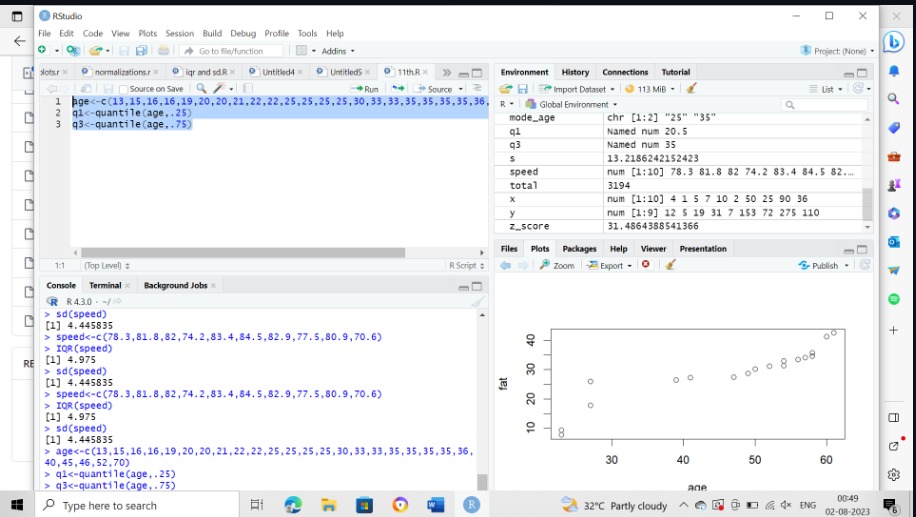 RStudio
File Edit Code View Plots Session Build Debug Profile Tools Help
Go to file/function
Addins
Project: (None)
plots.r × normalizations.r × iqr and sd.R × Untitled4 × Untitled5 × 11th.R ×
Source on Save Run Source
1 age<-c(13,15,16,16,19,20,20,21,22,22,25,25,25,25,30,33,33,35,35,35,35,36,
2 q1<-quantile(age,.25)
3 q3<-quantile(age,.75)
1:1 (Top Level) R Script
Console Terminal × Background Jobs ×
R 4.3.0 · ~/
> sd(speed)
[1] 4.445835
> speed<-c(78.3,81.8,82,74.2,83.4,84.5,82.9,77.5,80.9,70.6)
> IQR(speed)
[1] 4.975
> sd(speed)
[1] 4.445835
> speed<-c(78.3,81.8,82,74.2,83.4,84.5,82.9,77.5,80.9,70.6)
> IQR(speed)
[1] 4.975
> sd(speed)
[1] 4.445835
> age<-c(13,15,16,16,19,20,20,21,22,22,25,25,25,25,30,33,33,35,35,35,35,36,
40,45,46,52,70)
> q1<-quantile(age,.25)
> q3<-quantile(age,.75)
Environment History Connections Tutorial
Import Dataset 113 MiB List
R Global Environment
mode_age chr [1:2] "25" "35"
q1 Named num 20.5
q3 Named num 35
s 13.2186242152423
speed num [1:10] 78.3 81.8 82 74.2 83.4 84.5 82...
total 3194
x num [1:10] 4 1 5 7 10 2 50 25 90 36
y num [1:9] 12 5 19 31 7 153 72 275 110
z_score 31.4864388541366
Files Plots Packages Help Viewer Presentation
Zoom Export Publish
fat
40
30
20
10
30 40 50 60
age
RE
Type here to search
32°C Partly cloudy
ENG
00:49
02-08-2023
6